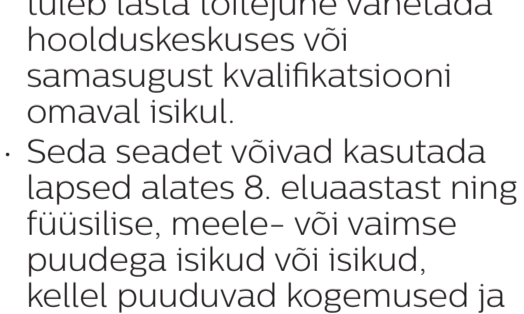 tuleb lasta toitejuhe vahetada
hoolduskeskuses või
samasugust kvalifikatsiooni
omaval isikul.
· Seda seadet võivad kasutada
lapsed alates 8. eluaastast ning
füüsilise, meele- või vaimse
puudega isikud või isikud,
kellel puuduvad kogemused ja